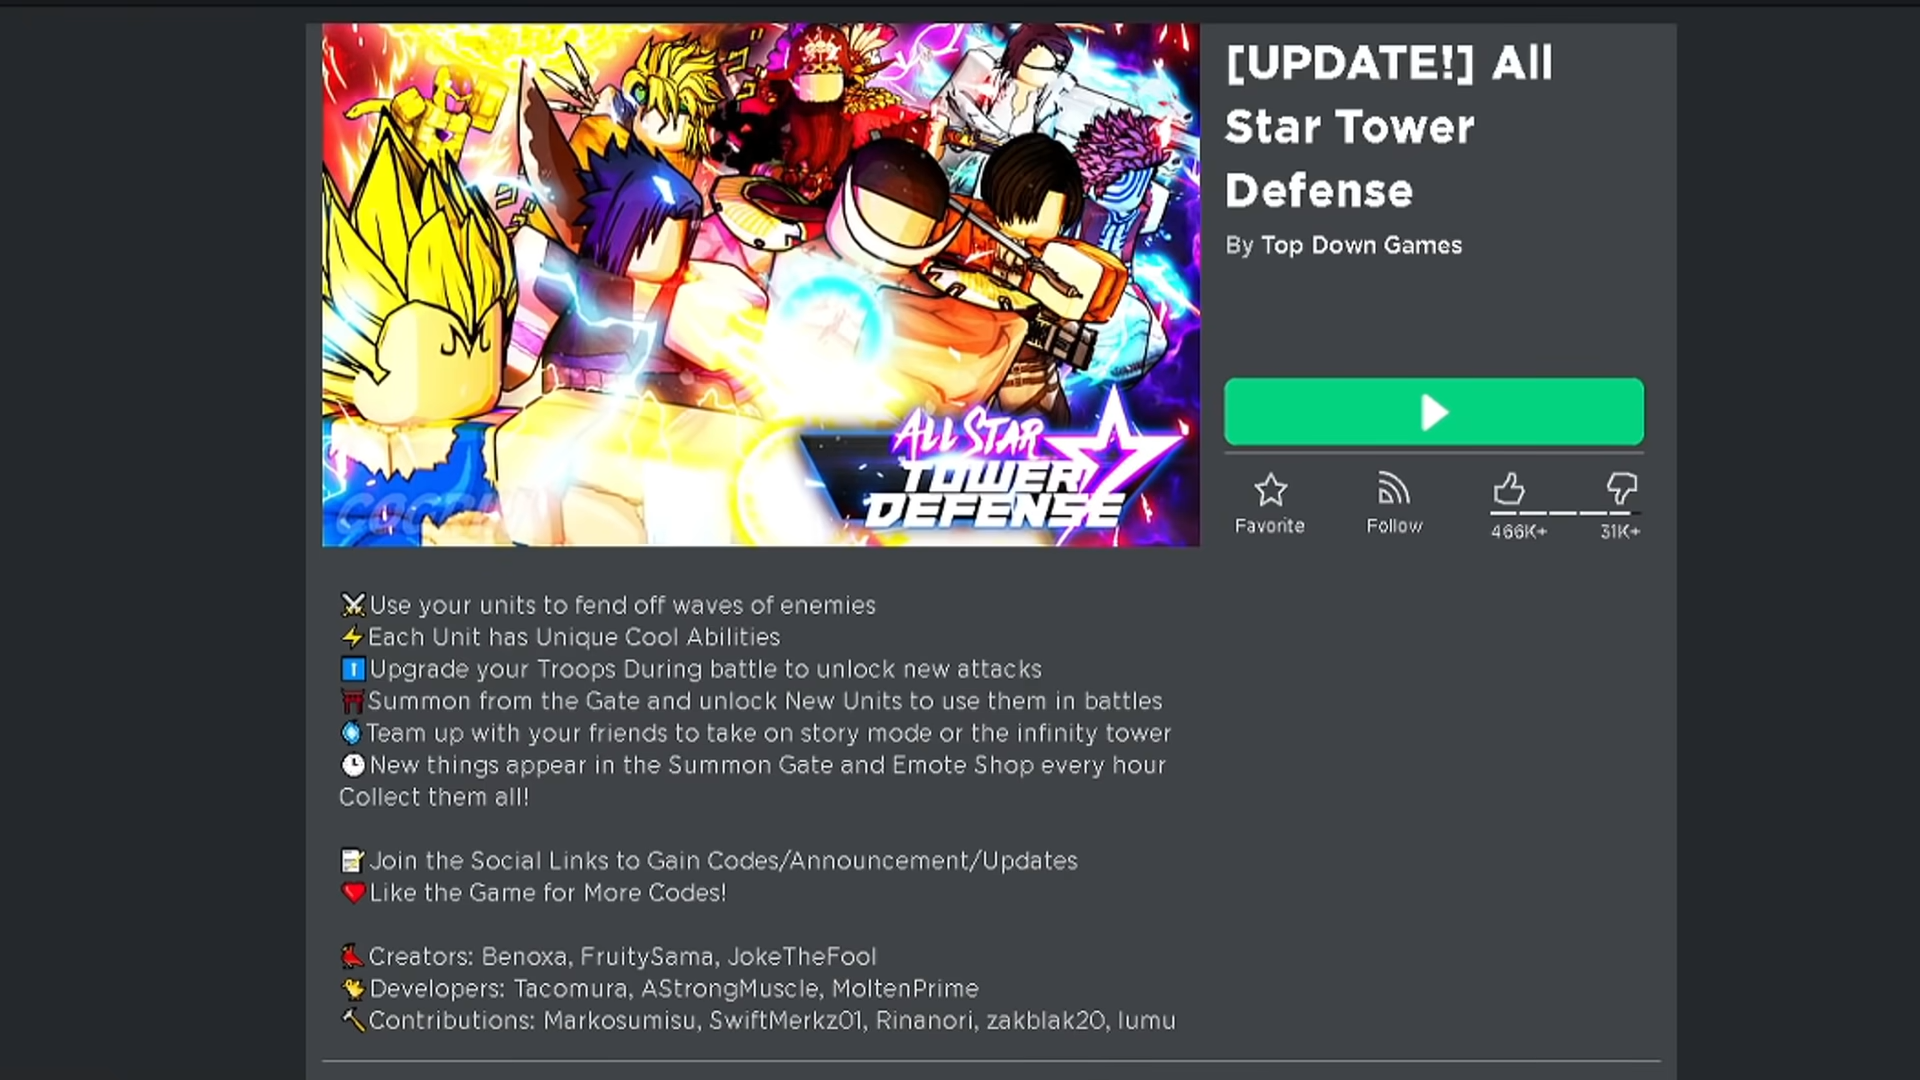 [UPDATE!] All
Star Tower
Defense
By Top Down Games
ALL STAR
TOWER
DEFENSE
Favorite
Follow
466K+
31K+
Use your units to fend off waves of enemies
Each Unit has Unique Cool Abilities
Upgrade your Troops During battle to unlock new attacks
Summon from the Gate and unlock New Units to use them in battles
Team up with your friends to take on story mode or the infinity tower
New things appear in the Summon Gate and Emote Shop every hour
Collect them all!
Join the Social Links to Gain Codes/Announcement/Updates
Like the Game for More Codes!
Creators: Benoxa, FruitySama, JokeTheFool
Developers: Tacomura, AStrongMuscle, MoltenPrime
Contributions: Markosumisu, SwiftMerkz01, Rinanori, zakblak20, lumu